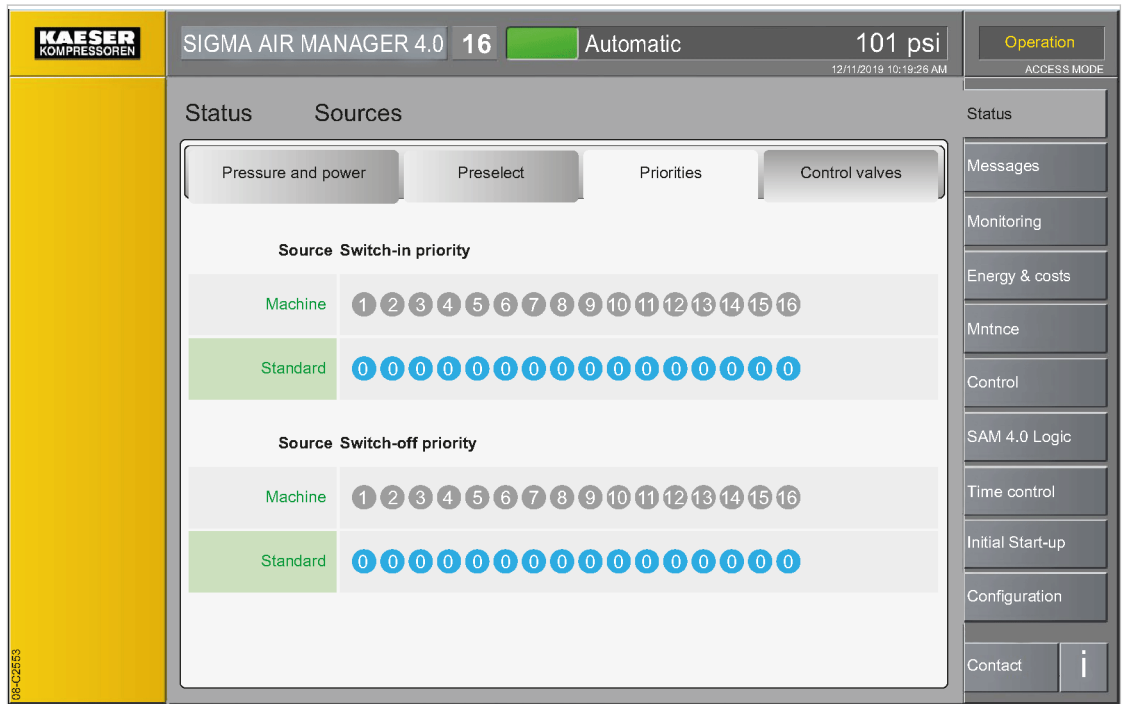 KAESER
KOMPRESSOREN
SIGMA AIR MANAGER 4.0 16 Automatic 101 psi
12/11/2019 10:19:26 AM
Operation
ACCESS MODE
Status Sources
Pressure and power Preselect Priorities Control valves
Source Switch-in priority
Machine 1 2 3 4 5 6 7 8 9 10 11 12 13 14 15 16
Standard 0 0 0 0 0 0 0 0 0 0 0 0 0 0 0 0
Source Switch-off priority
Machine 1 2 3 4 5 6 7 8 9 10 11 12 13 14 15 16
Standard 0 0 0 0 0 0 0 0 0 0 0 0 0 0 0 0
Status
Messages
Monitoring
Energy & costs
Mntnce
Control
SAM 4.0 Logic
Time control
Initial Start-up
Configuration
Contact i
08-C2553